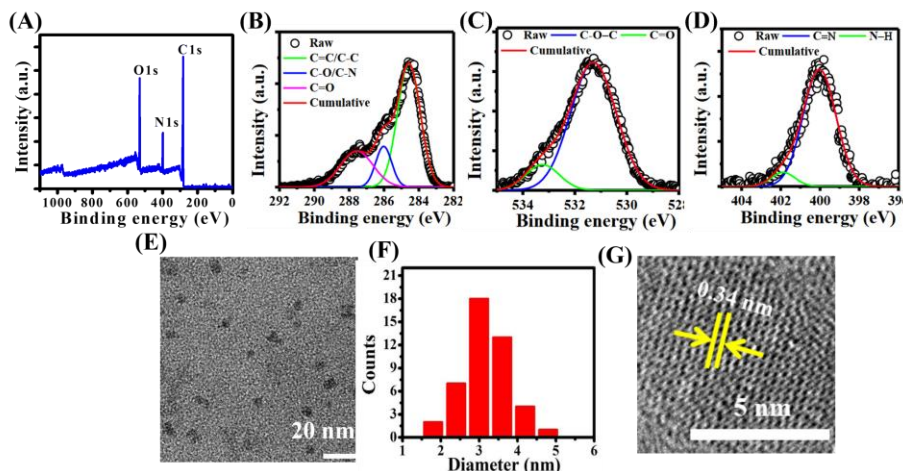 (A)
Intensity (a.u.)
O1s
N1s
C1s
1000 800 600 400 200 0
Binding energy (eV)
(B)
Intensity (a.u.)
Raw
C=C/C-C
C-O/C-N
C=O
Cumulative
292 290 288 286 284 282
Binding energy (eV)
(C)
Intensity (a.u.)
Raw C-O-C C=O
Cumulative
534 532 530 528
Binding energy (eV)
(D)
Intensity (a.u.)
Raw C=N N-H
Cumulative
404 402 400 398
Binding energy (eV)
(E)
20 nm
(F)
Counts
21
18
15
12
9
6
3
0
1 2 3 4 5 6
Diameter (nm)
(G)
0.34 nm
5 nm